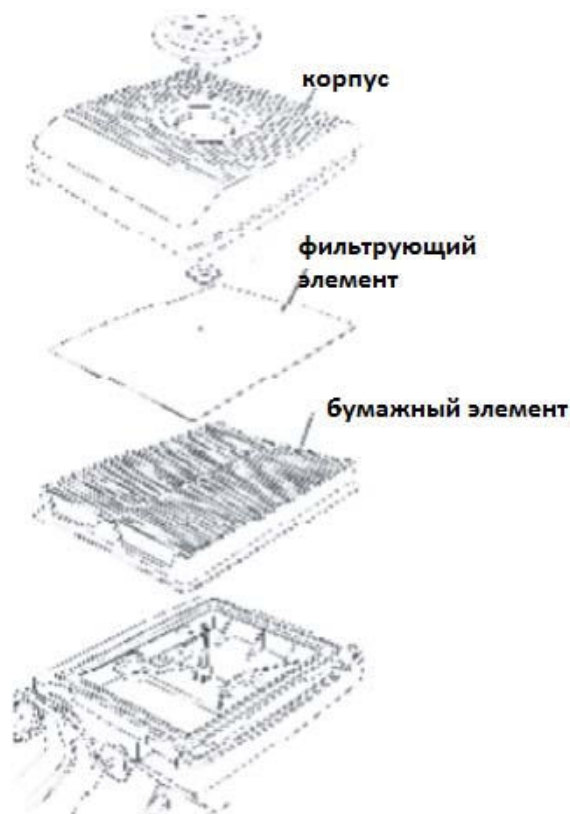 корпус
фильтрующий
элемент
бумажный элемент